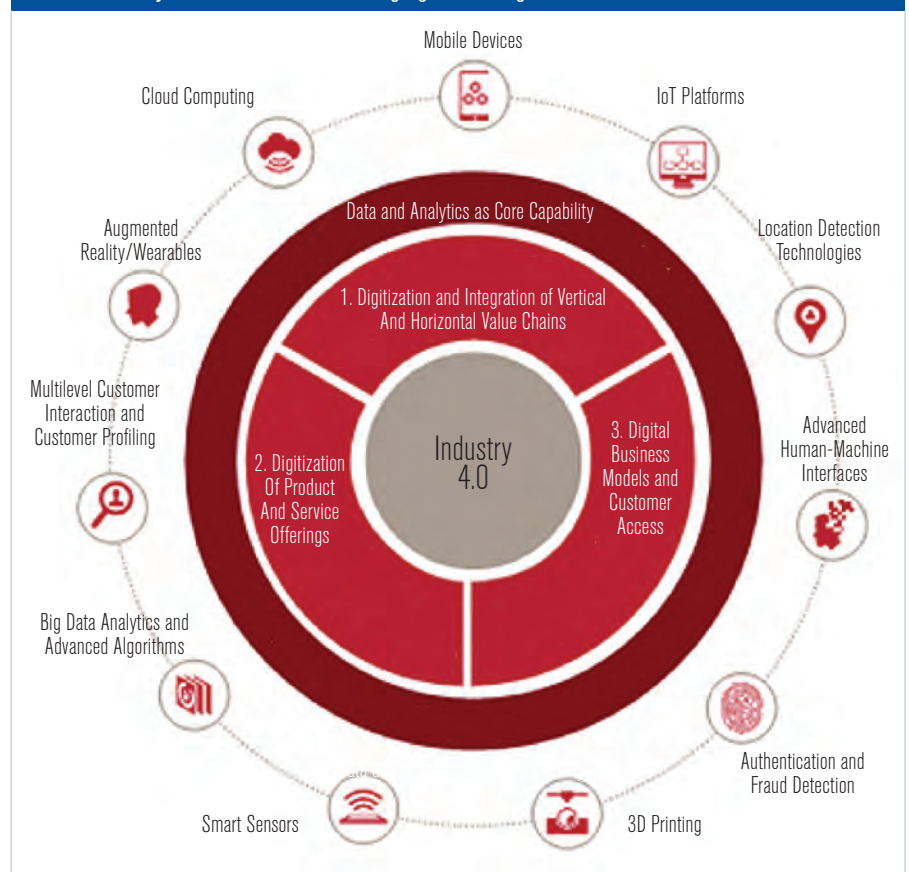 Mobile Devices
Cloud Computing
IoT Platforms
Data and Analytics as Core Capability
Augmented
Reality/Wearables
Location Detection
Technologies
1. Digitization and Integration of Vertical
And Horizontal Value Chains
Multilevel Customer
Interaction and
Customer Profiling
Industry
4.0
2. Digitization
Of Product
And Service
Offerings
3. Digital
Business
Models and
Customer
Access
Advanced
Human-Machine
Interfaces
Big Data Analytics and
Advanced Algorithms
Authentication and
Fraud Detection
Smart Sensors
3D Printing